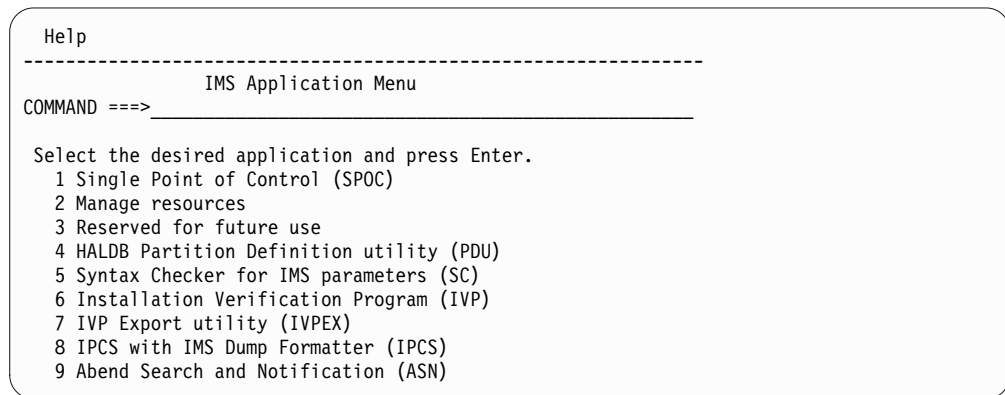 Help
-----------------------------------------------------------------
IMS Application Menu
COMMAND ===>____________________________________________________
Select the desired application and press Enter.
1 Single Point of Control (SPOC)
2 Manage resources
3 Reserved for future use
4 HALDB Partition Definition utility (PDU)
5 Syntax Checker for IMS parameters (SC)
6 Installation Verification Program (IVP)
7 IVP Export utility (IVPEX)
8 IPCS with IMS Dump Formatter (IPCS)
9 Abend Search and Notification (ASN)